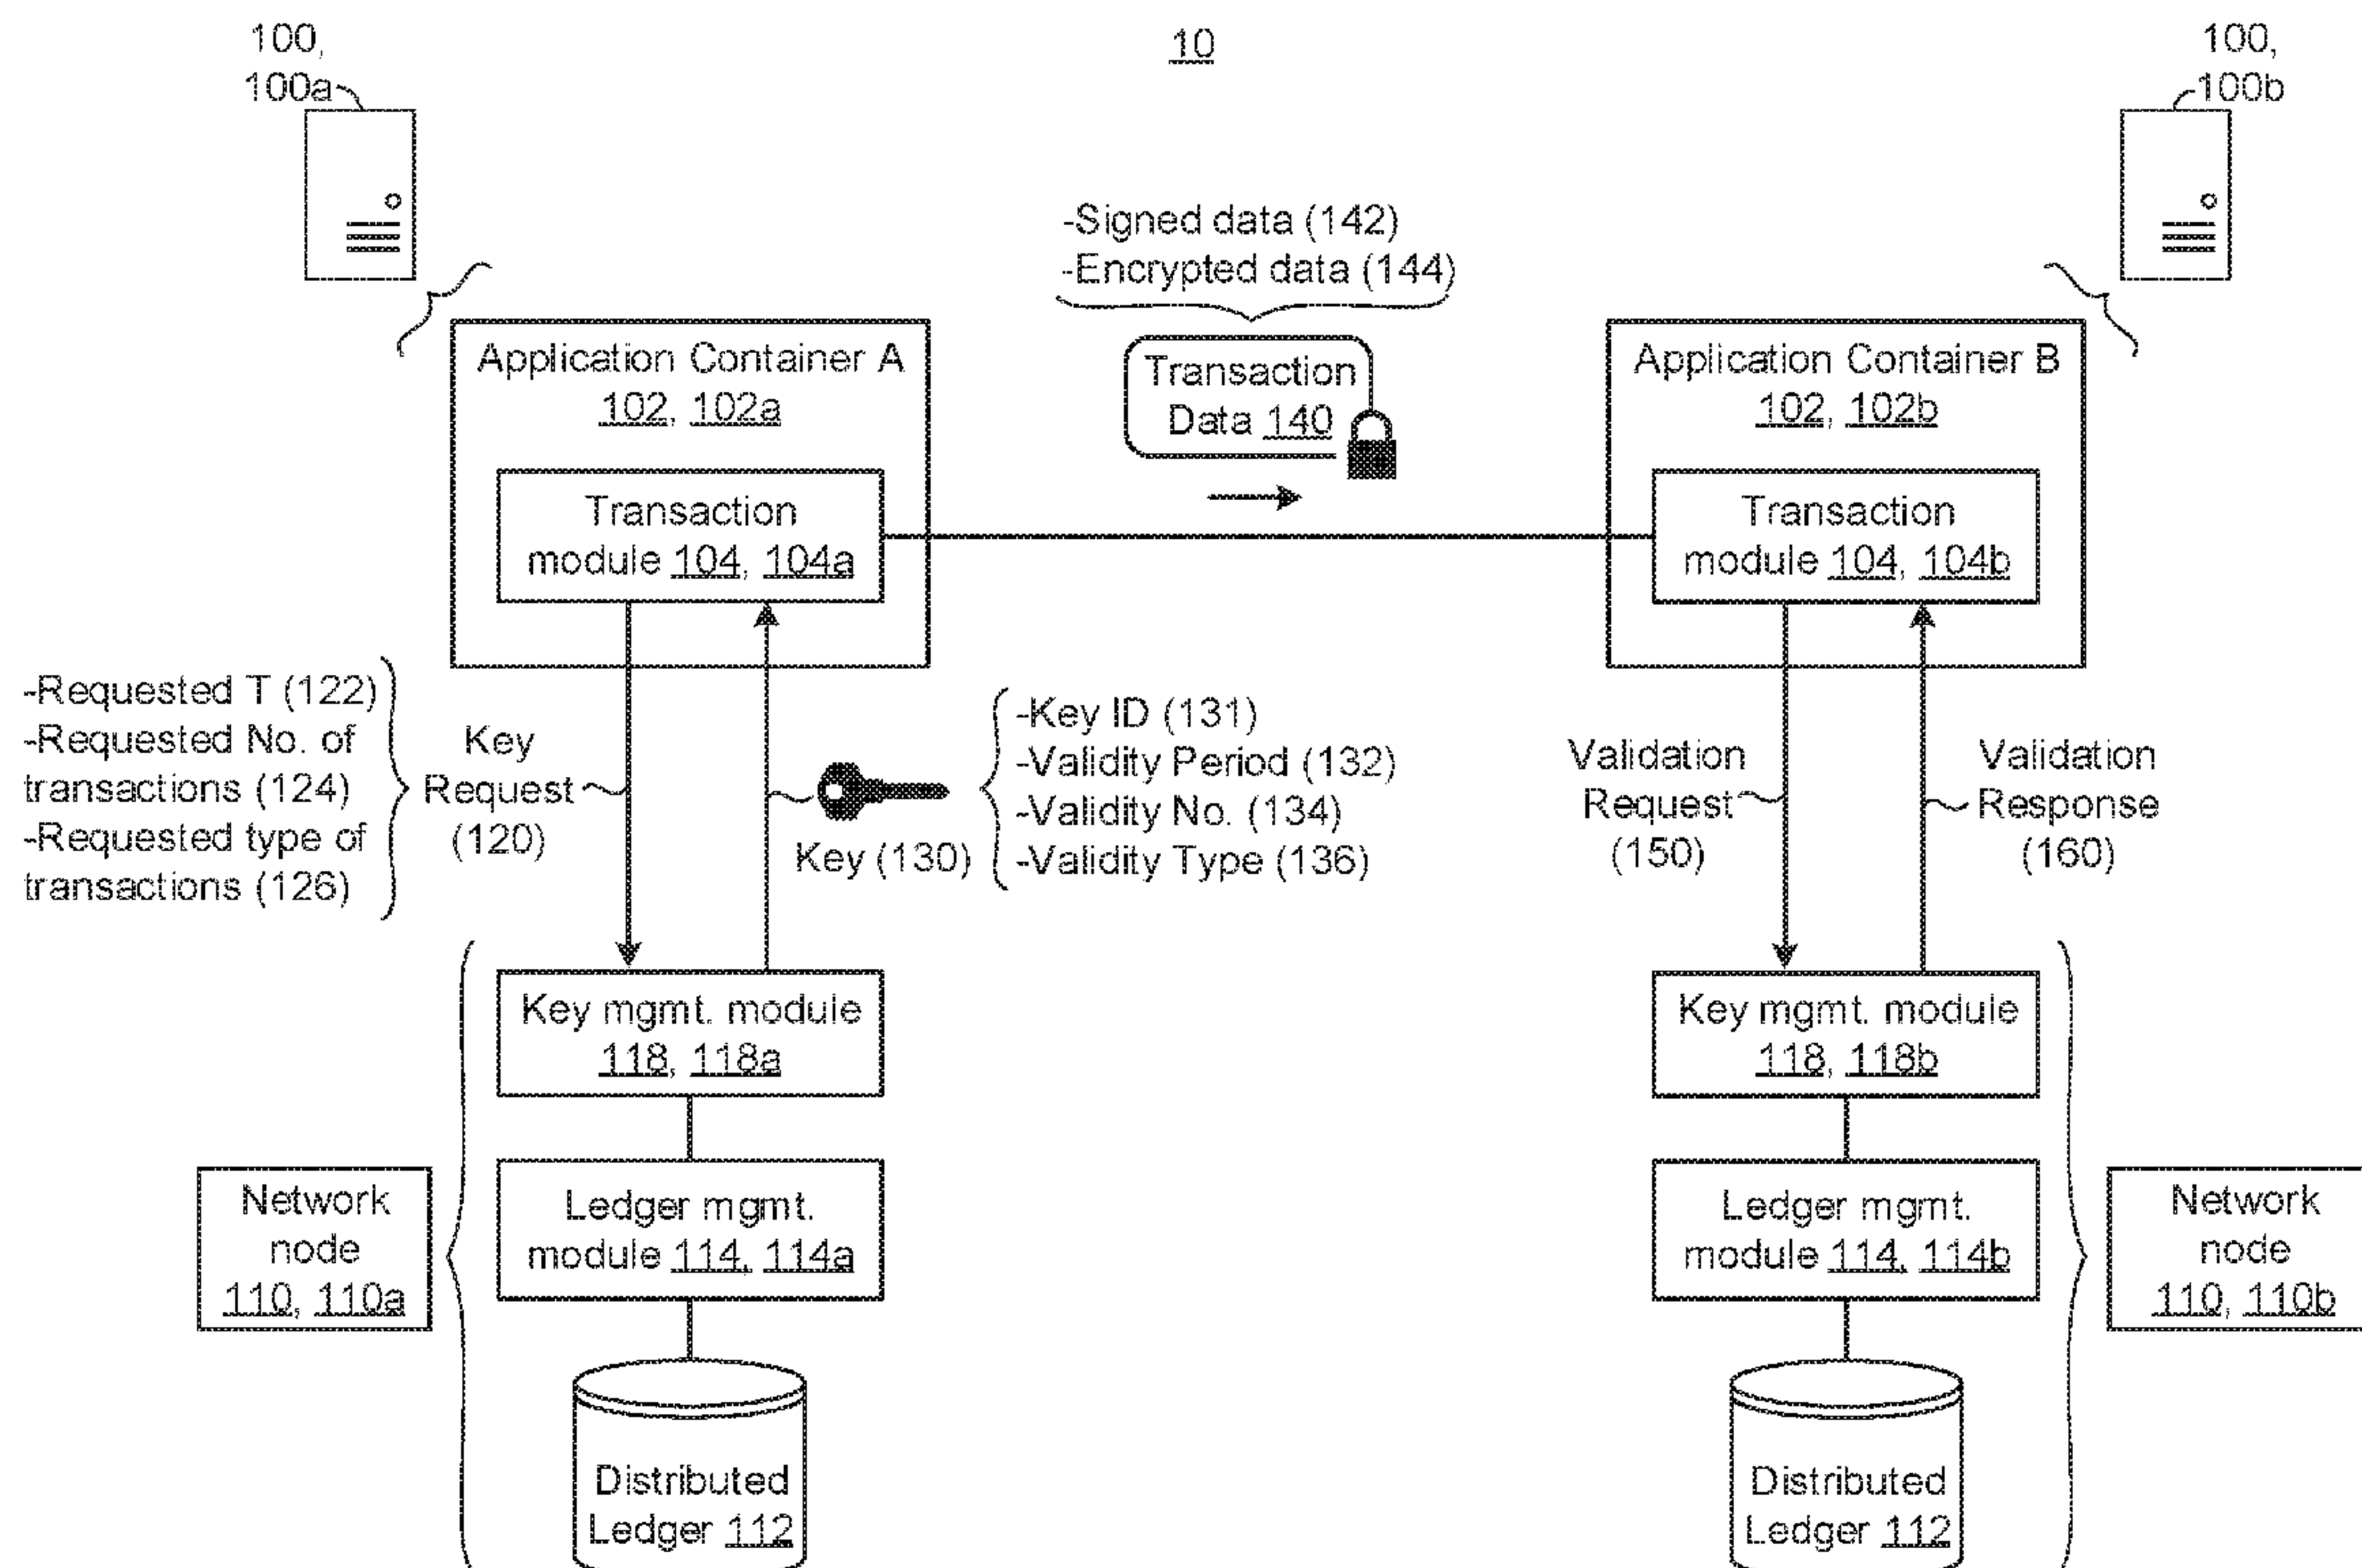 100,
100a
10
100,
100b
-Signed data (142)
-Encrypted data (144)
Application Container A
102, 102a
Transaction
Data 140
Application Container B
102, 102b
Transaction
module 104, 104a
Transaction
module 104, 104b
-Requested T (122)
-Requested No. of
transactions (124)
-Requested type of
transactions (126)
Key
Request
(120)
Key (130)
-Key ID (131)
-Validity Period (132)
-Validity No. (134)
-Validity Type (136)
Validation
Request
(150)
Validation
Response
(160)
Key mgmt. module
118, 118a
Key mgmt. module
118, 118b
Network
node
110, 110a
Ledger mgmt.
module 114, 114a
Ledger mgmt.
module 114, 114b
Network
node
110, 110b
Distributed
Ledger 112
Distributed
Ledger 112